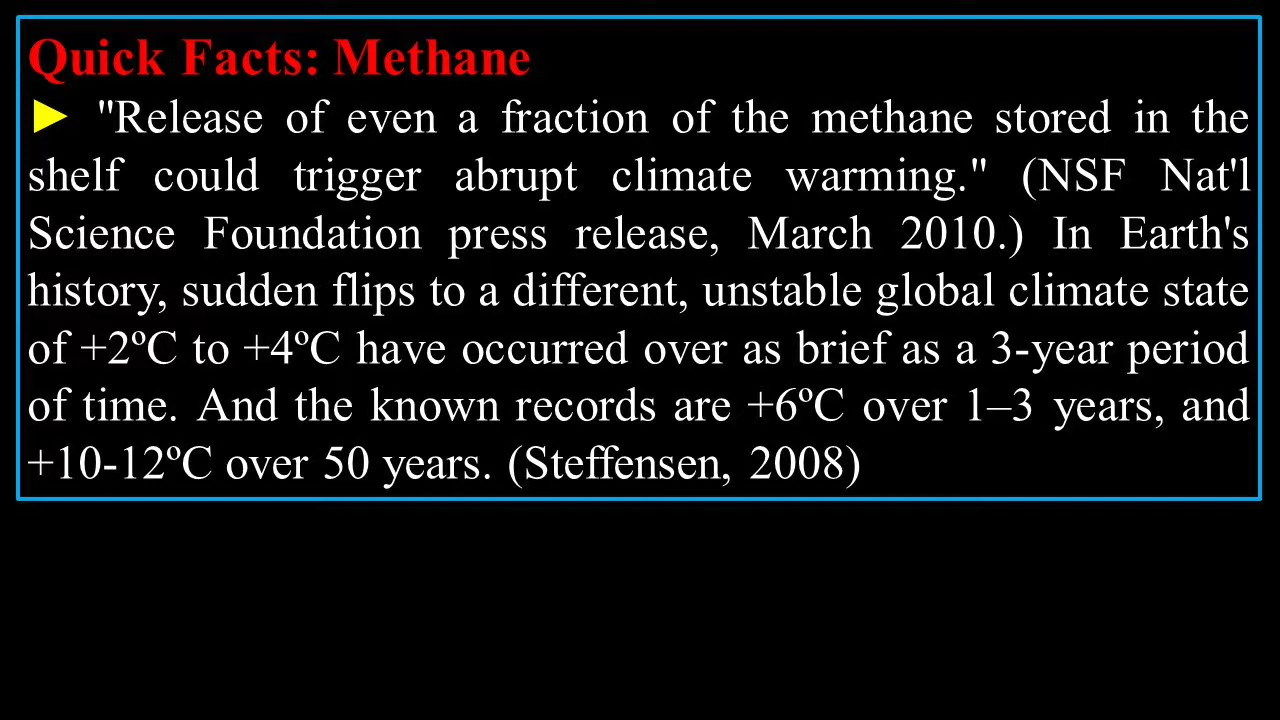 Quick Facts: Methane
► "Release of even a fraction of the methane stored in the
shelf could trigger abrupt climate warming." (NSF Nat'l
Science Foundation press release, March 2010.) In Earth's
history, sudden flips to a different, unstable global climate state
of +2ºC to +4ºC have occurred over as brief as a 3-year period
of time. And the known records are +6ºC over 1–3 years, and
+10-12ºC over 50 years. (Steffensen, 2008)